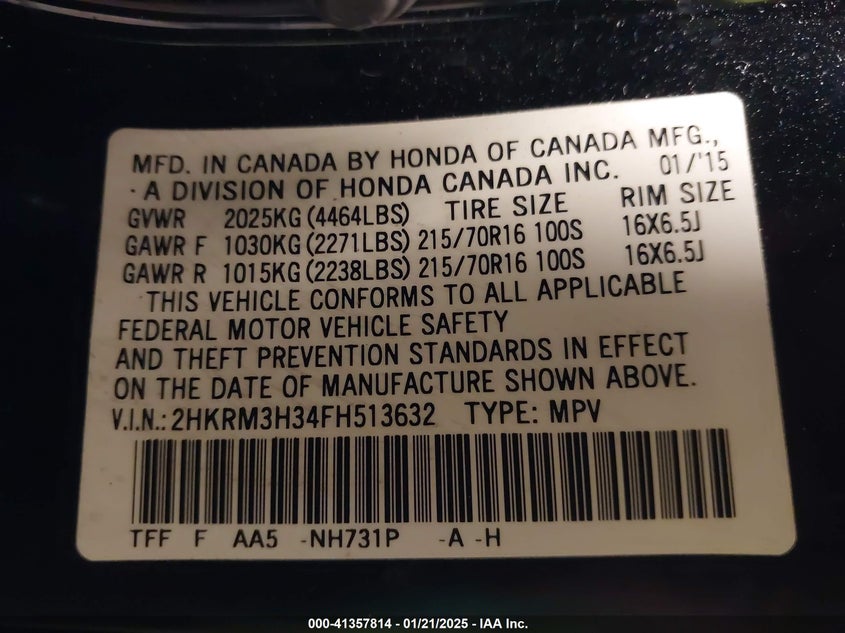 MFD. IN CANADA BY HONDA OF CANADA MFG.,
A DIVISION OF HONDA CANADA INC. 01/'15
GVWR 2025KG (4464LBS) TIRE SIZE RIM SIZE
GAWR F 1030KG (2271LBS) 215/70R16 100S 16X6.5J
GAWR R 1015KG (2238LBS) 215/70R16 100S 16X6.5J
THIS VEHICLE CONFORMS TO ALL APPLICABLE
FEDERAL MOTOR VEHICLE SAFETY
AND THEFT PREVENTION STANDARDS IN EFFECT
ON THE DATE OF MANUFACTURE SHOWN ABOVE.
V.I.N.: 2HKRM3H34FH513632 TYPE: MPV
TFF F AA5 -NH731P -A -H
000-41357814 - 01/21/2025 - IAA Inc.